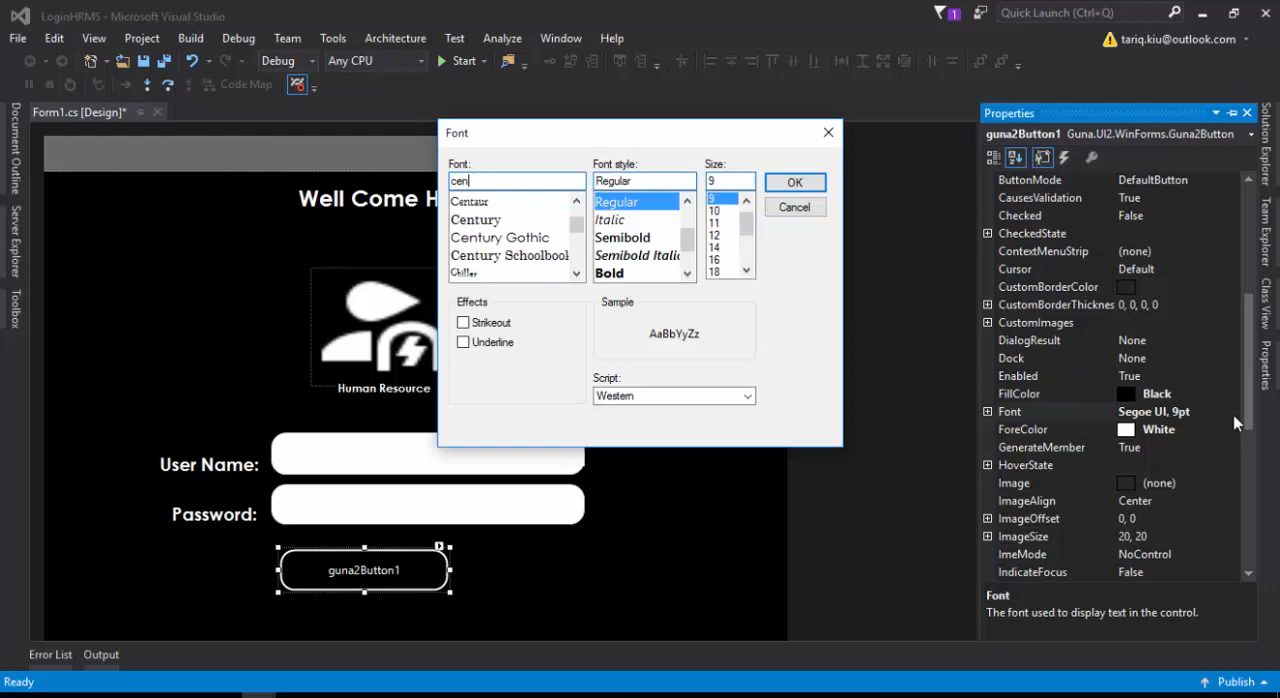 LoginHRMS - Microsoft Visual Studio
1
Quick Launch (Ctrl+Q)
File Edit View Project Build Debug Team Tools Architecture Test Analyze Window Help
tariq.kiu@outlook.com
Debug Any CPU Start
Code Map
Form1.cs [Design]*
Document Outline
Server Explorer
Toolbox
Well Come H
Human Resource
User Name:
Password:
guna2Button1
Font
Font: Font style: Size:
cen Regular 9
OK
Cancel
Centaur
Century
Century Gothic
Century Schoolbook
Chiller
Regular
Italic
Semibold
Semibold Italic
Bold
9
10
11
12
14
16
18
Effects
Strikeout
Underline
Sample
AaBbYyZz
Script:
Western
Properties
guna2Button1 Guna.UI2.WinForms.Guna2Button
ButtonMode DefaultButton
CausesValidation True
Checked False
CheckedState
ContextMenuStrip (none)
Cursor Default
CustomBorderColor
CustomBorderThicknes 0, 0, 0, 0
CustomImages
DialogResult None
Dock None
Enabled True
FillColor Black
Font Segoe UI, 9pt
ForeColor White
GenerateMember True
HoverState
Image (none)
ImageAlign Center
ImageOffset 0, 0
ImageSize 20, 20
ImeMode NoControl
IndicateFocus False
Font
The font used to display text in the control.
Solution Explorer
Team Explorer
Class View
Properties
Error List Output
Ready
Publish